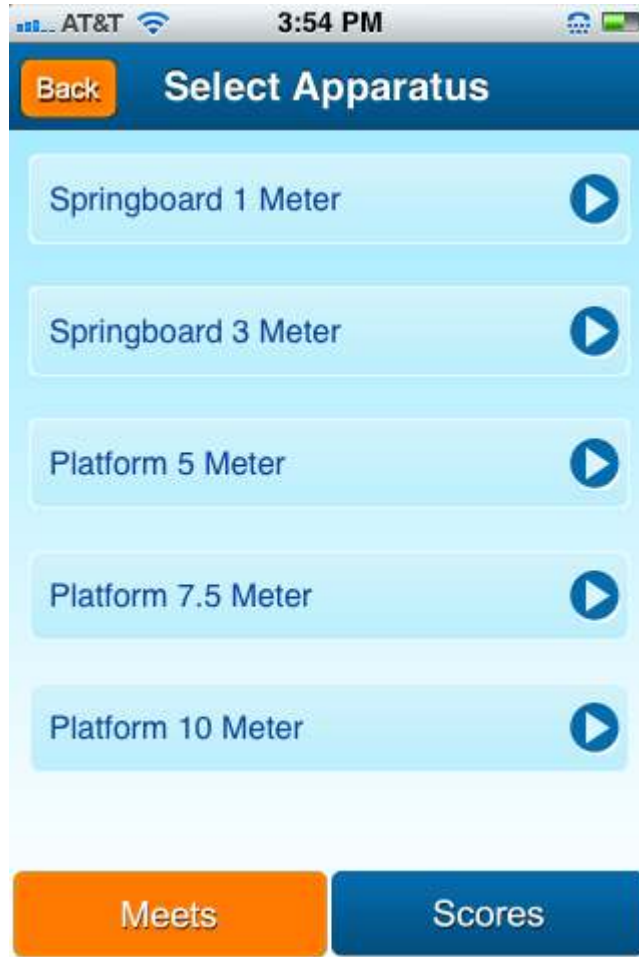 AT&T 3:54 PM
Back Select Apparatus
Springboard 1 Meter
Springboard 3 Meter
Platform 5 Meter
Platform 7.5 Meter
Platform 10 Meter
Meets Scores